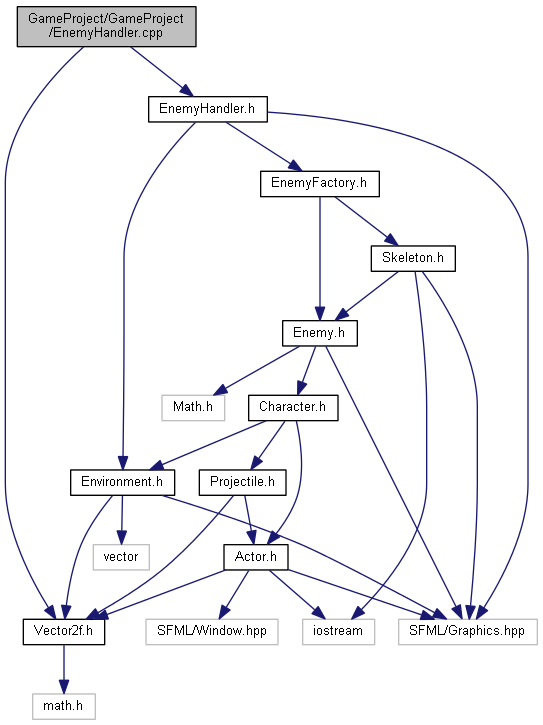 GameProject/GameProject
/EnemyHandler.cpp
EnemyHandler.h
EnemyFactory.h
Skeleton.h
Enemy.h
Math.h
Character.h
Environment.h
Projectile.h
vector
Actor.h
Vector2f.h
SFML/Window.hpp
iostream
SFML/Graphics.hpp
math.h